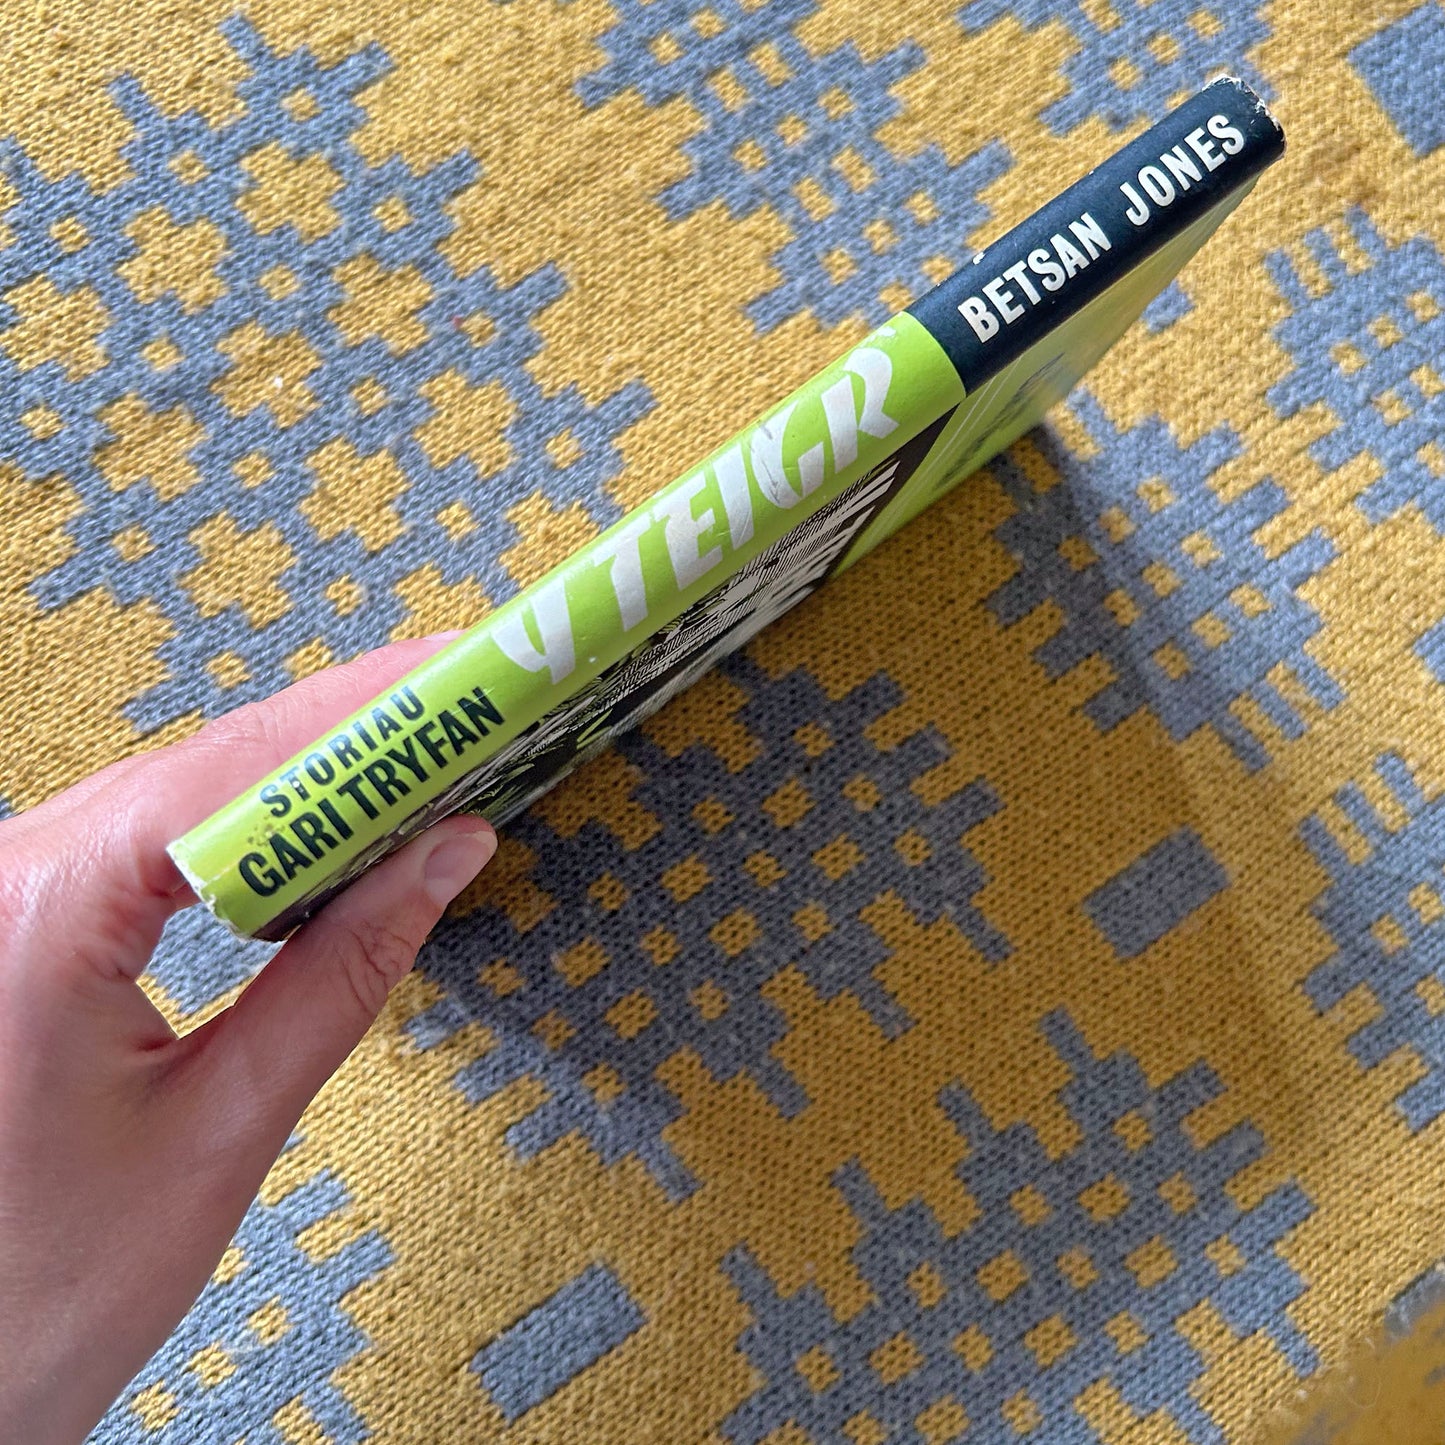 STORIAU
GARI TRYFAN
Y TEIGR
BETSAN JONES